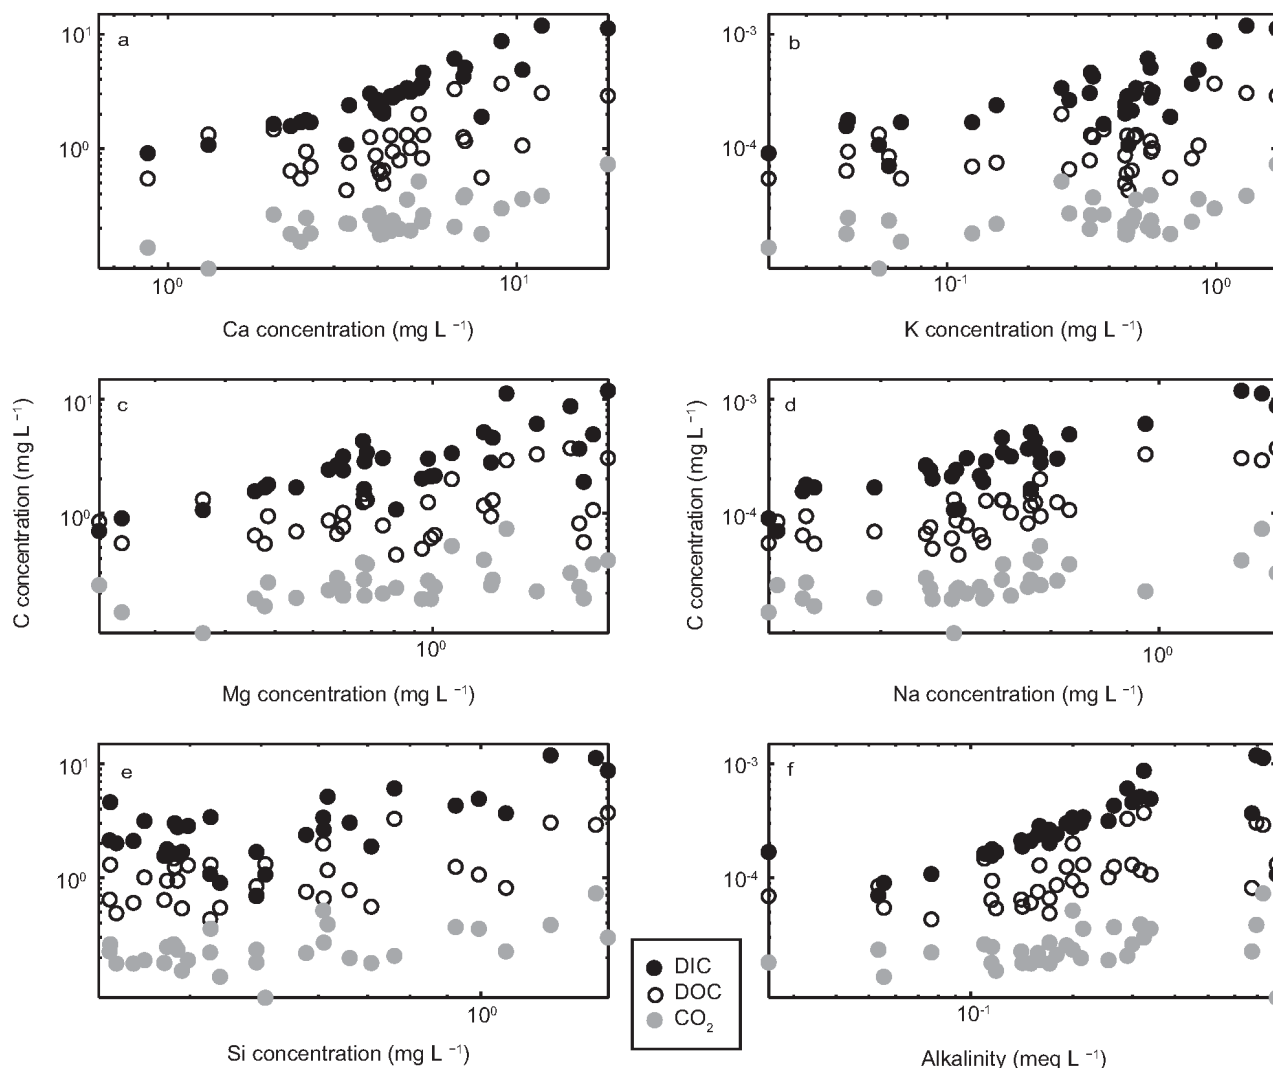 10¹
a
10⁰
10⁰
10¹
Ca concentration (mg L ⁻¹)
10⁻³
b
10⁻⁴
10⁻¹
10⁰
K concentration (mg L ⁻¹)
C concentration (mg L ⁻¹)
10¹
c
10⁰
10⁰
Mg concentration (mg L ⁻¹)
C concentration (mg L ⁻¹)
10⁻³
d
10⁻⁴
10⁰
Na concentration (mg L ⁻¹)
10¹
e
10⁰
10⁰
Si concentration (mg L ⁻¹)
DIC
DOC
CO₂
10⁻³
f
10⁻⁴
10⁻¹
Alkalinity (meq L⁻¹)